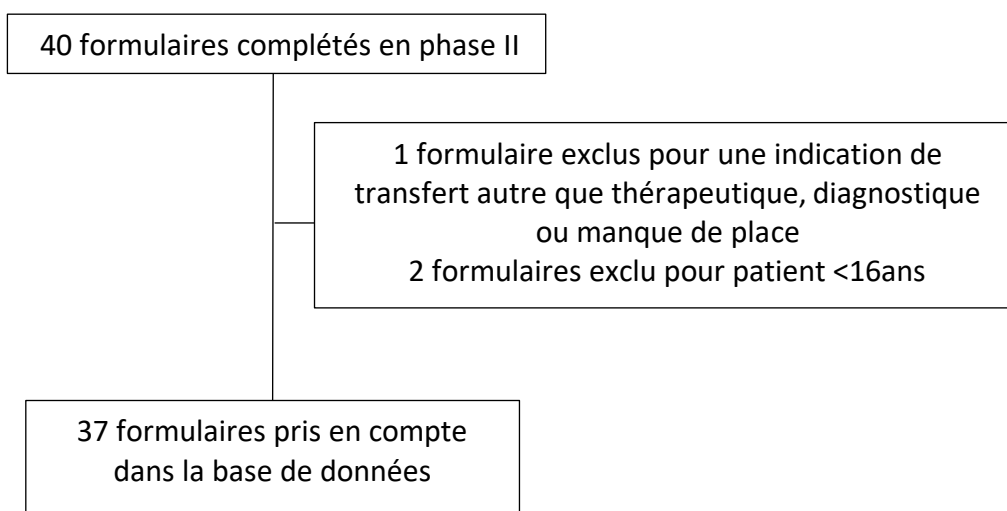 40 formulaires complétés en phase II
1 formulaire exclus pour une indication de
transfert autre que thérapeutique, diagnostique
ou manque de place
2 formulaires exclu pour patient <16ans
37 formulaires pris en compte
dans la base de données